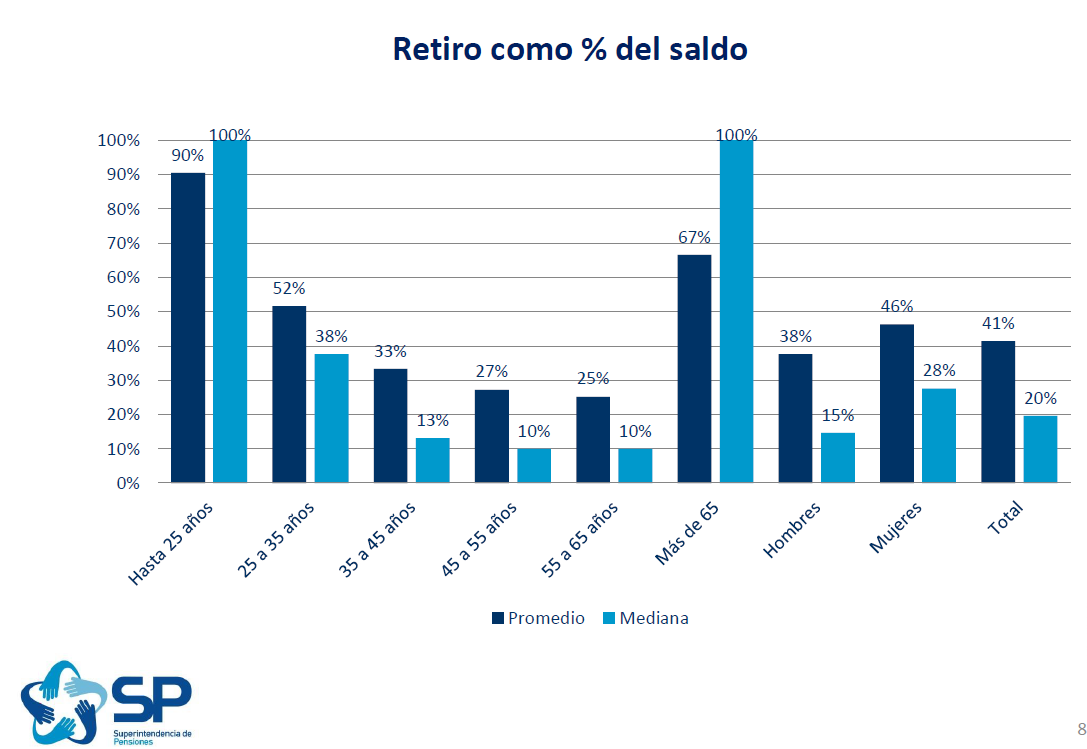 Retiro como % del saldo
100%
90%
80%
70%
60%
50%
40%
30%
20%
10%
0%
90%
100%
52%
38%
33%
13%
27%
10%
25%
10%
67%
100%
38%
15%
46%
28%
41%
20%
Hasta 25 años
25 a 35 años
35 a 45 años
45 a 55 años
55 a 65 años
Más de 65
Hombres
Mujeres
Total
Promedio
Mediana
SP
Superintendencia de
Pensiones
8